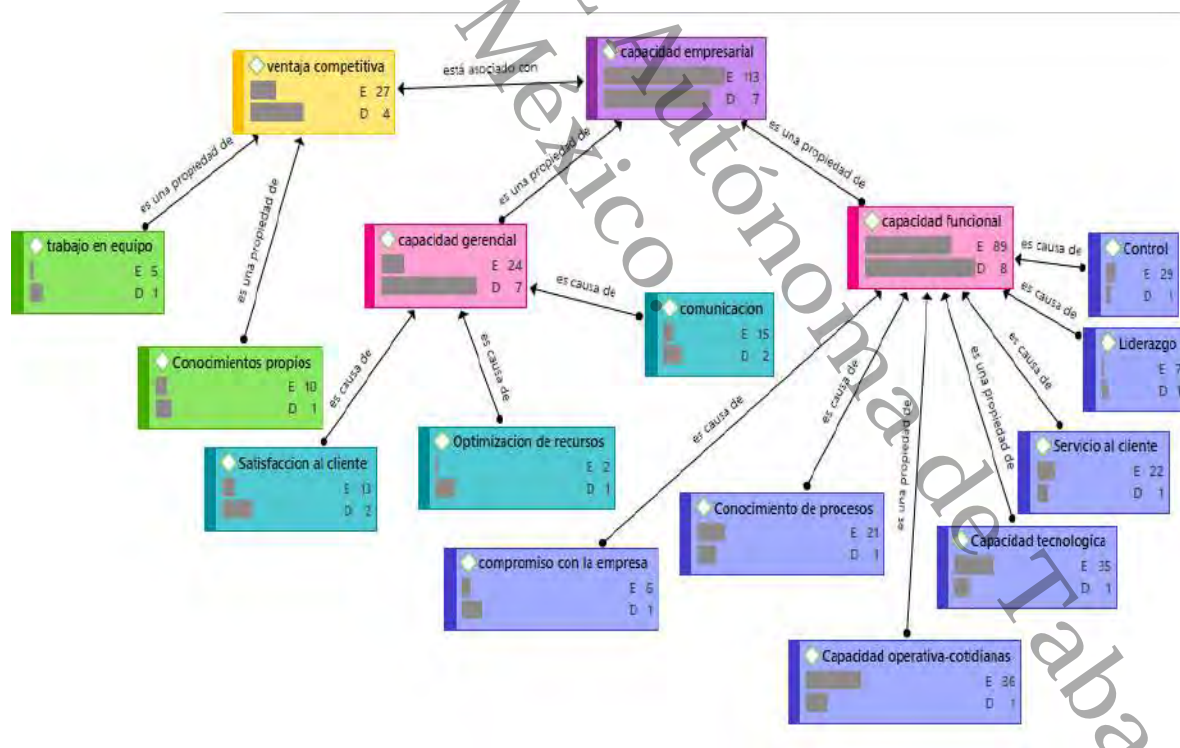 capacidad empresarial
E 113
D 7
ventaja competitiva
E 27
D 4
está asociado con
es una propiedad de
es una propiedad de
es una propiedad de
es una propiedad de
trabajo en equipo
E 5
D 1
capacidad gerencial
E 24
D 7
capacidad funcional
E 89
D 8
es causa de
Control
E 29
D 1
es causa de
comunicacion
E 15
D 2
es causa de
Liderazgo
E 7
D 1
Conocimientos propios
E 10
D 1
es causa de
es causa de
es causa de
es causa de
es causa de
es una propiedad de
es una propiedad de
Satisfaccion al cliente
E 13
D 2
Optimizacion de recursos
E 2
D 1
Servicio al cliente
E 22
D 1
Conocimiento de procesos
E 21
D 1
Capacidad tecnologica
E 35
D 1
compromiso con la empresa
E 6
D 1
Capacidad operativa-cotidianas
E 36
D 1
Autónoma de Taba
México